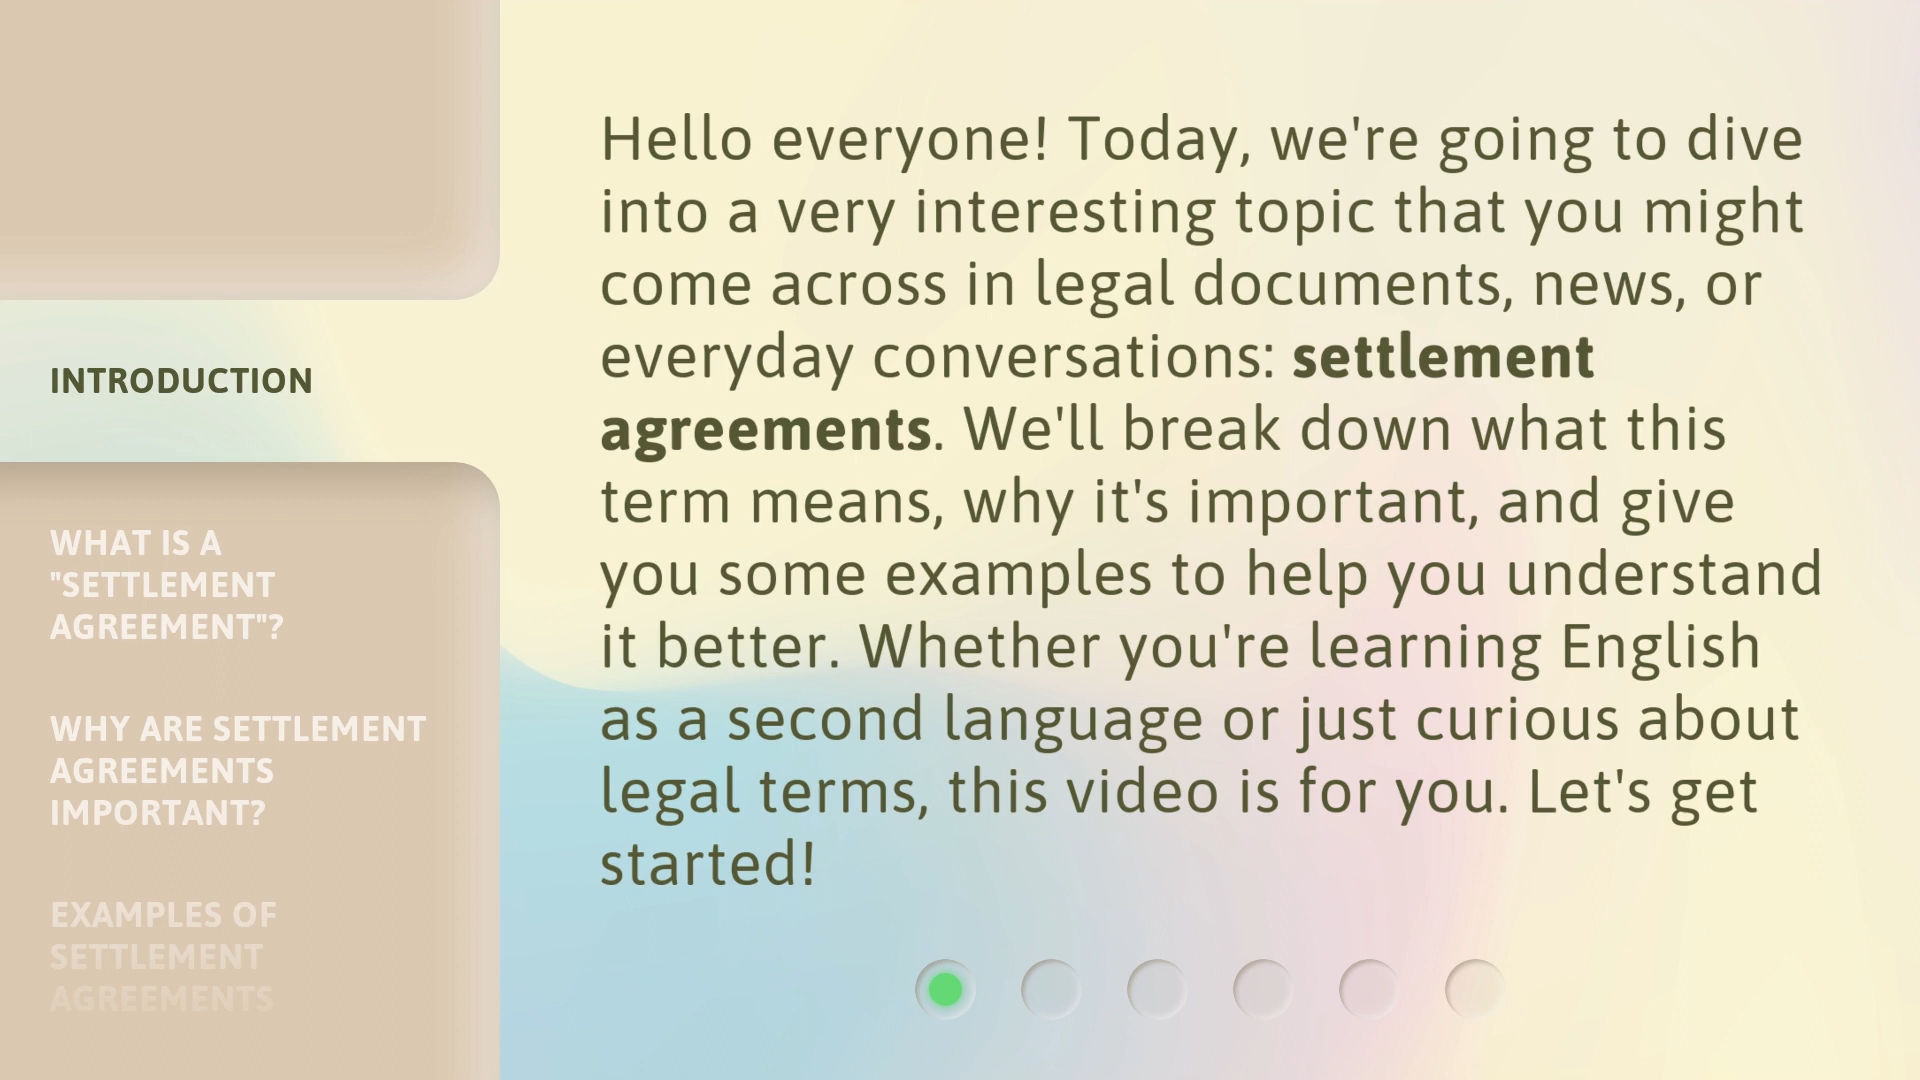 INTRODUCTION
WHAT IS A
"SETTLEMENT
AGREEMENT"?
WHY ARE SETTLEMENT
AGREEMENTS
IMPORTANT?
EXAMPLES OF
SETTLEMENT
AGREEMENTS
Hello everyone! Today, we're going to dive
into a very interesting topic that you might
come across in legal documents, news, or
everyday conversations: settlement
agreements. We'll break down what this
term means, why it's important, and give
you some examples to help you understand
it better. Whether you're learning English
as a second language or just curious about
legal terms, this video is for you. Let's get
started!